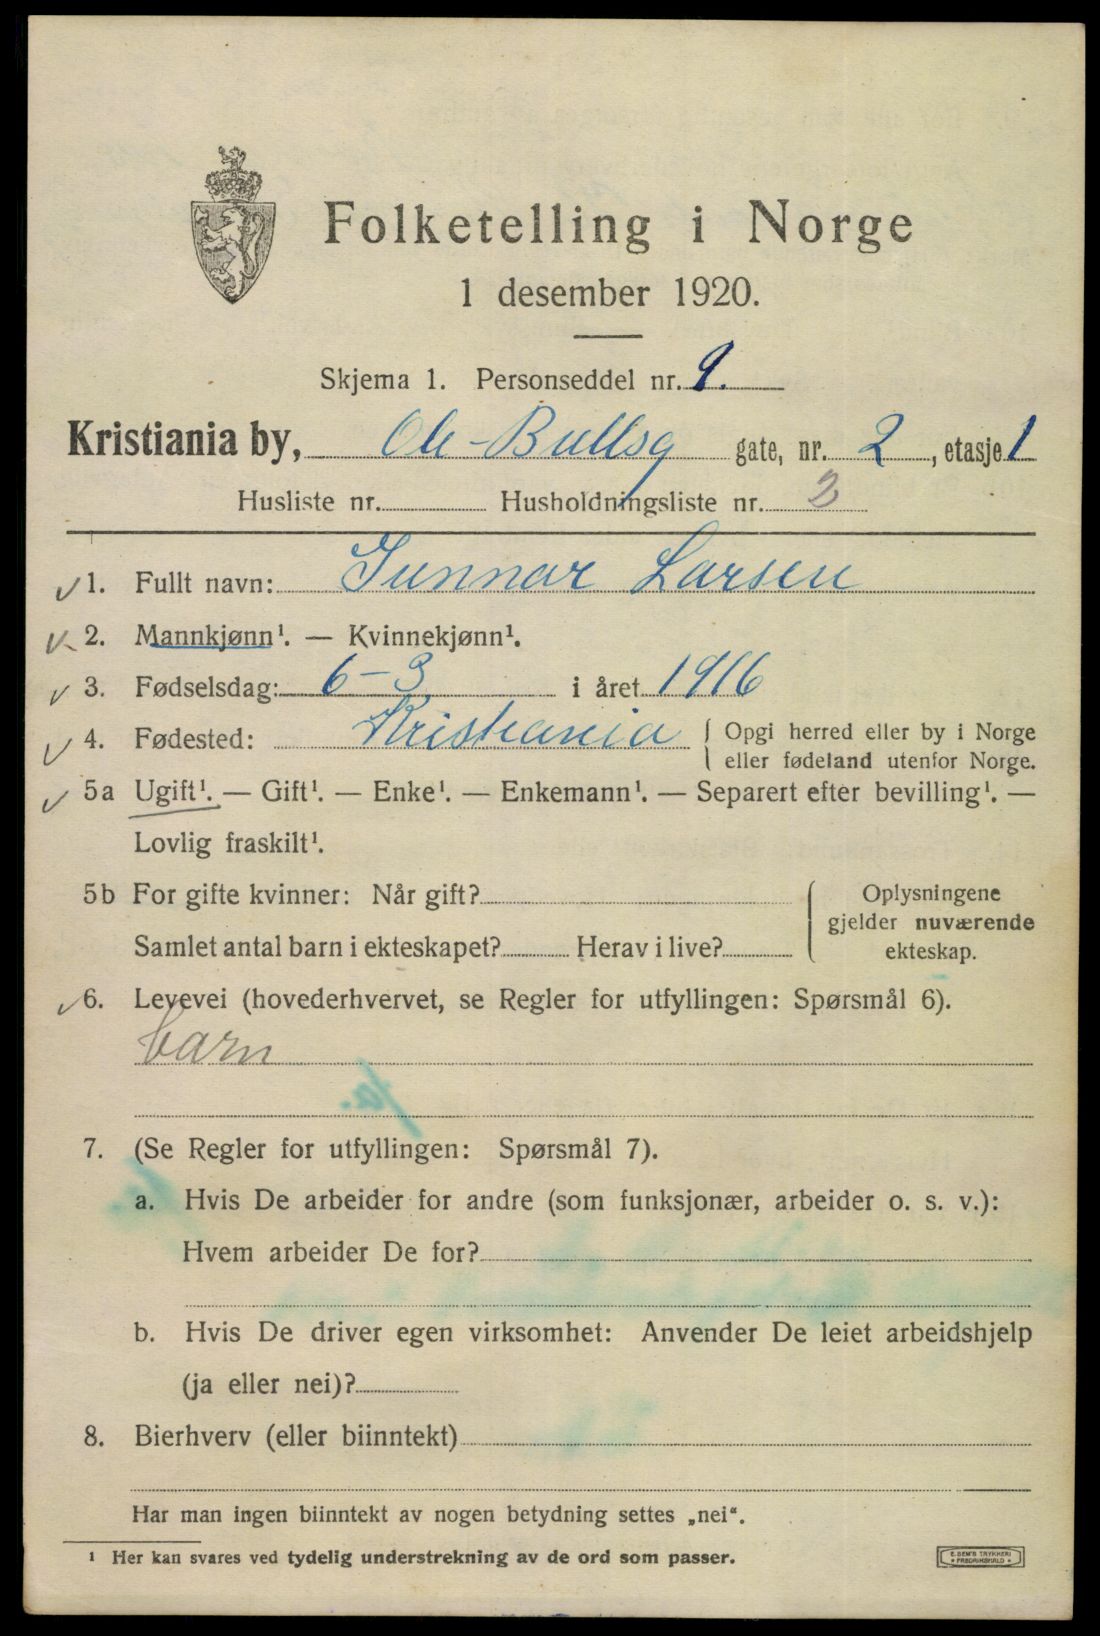 Folketelling i Norge
1 desember 1920.
Skjema 1. Personseddel nr. 9.
Kristiania by, Ole-Bullsg gate, nr. 2, etasje 1
Husliste nr. Husholdningsliste nr. 2
1. Fullt navn: Gunnar Larsen
2. Mannkjønn¹. — Kvinnekjønn¹.
3. Fødselsdag: 6-3 i året 1916
4. Fødested: Kristiania { Opgi herred eller by i Norge
eller fødeland utenfor Norge.
5a Ugift¹. — Gift¹. — Enke¹. — Enkemann¹. — Separert efter bevilling¹. —
Lovlig fraskilt¹.
5b For gifte kvinner: Når gift? Oplysningene
gjelder nuværende
Samlet antal barn i ekteskapet? Herav i live? ekteskap.
6. Levevei (hovederhvervet, se Regler for utfyllingen: Spørsmål 6).
barn
7. (Se Regler for utfyllingen: Spørsmål 7).
a. Hvis De arbeider for andre (som funksjonær, arbeider o. s. v.):
Hvem arbeider De for?
b. Hvis De driver egen virksomhet: Anvender De leiet arbeidshjelp
(ja eller nei)?
8. Bierhverv (eller biinntekt)
Har man ingen biinntekt av nogen betydning settes „nei“.
¹ Her kan svares ved tydelig understrekning av de ord som passer.
E. SEM'S TRYKKERI
• FREDRIKSHALD •